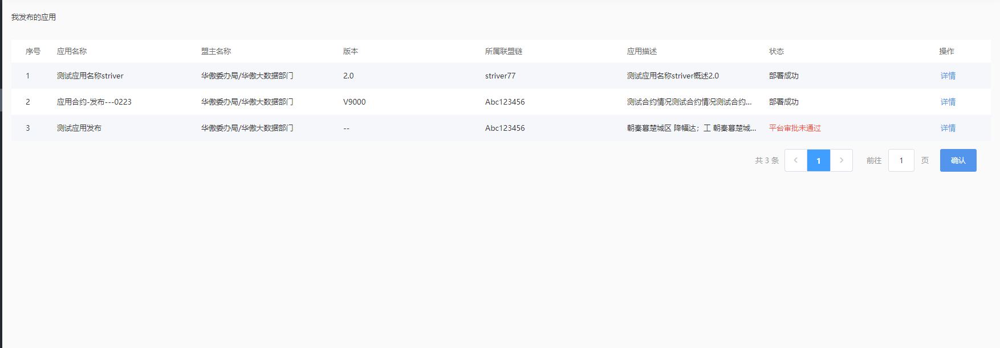 我发布的应用
序号 应用名称 盟主名称 版本 所属联盟链 应用描述 状态 操作
1 测试应用名称striver 华傲委办局/华傲大数据部门 2.0 striver77 测试应用名称striver概述2.0 部署成功 详情
2 应用合约-发布---0223 华傲委办局/华傲大数据部门 V9000 Abc123456 测试合约情况测试合约情况测试合约... 部署成功 详情
3 测试应用发布 华傲委办局/华傲大数据部门 -- Abc123456 朝秦暮楚城区 降幅达；工 朝秦暮楚城... 平台审批未通过 详情
共 3 条 1 前往 1 页 确认